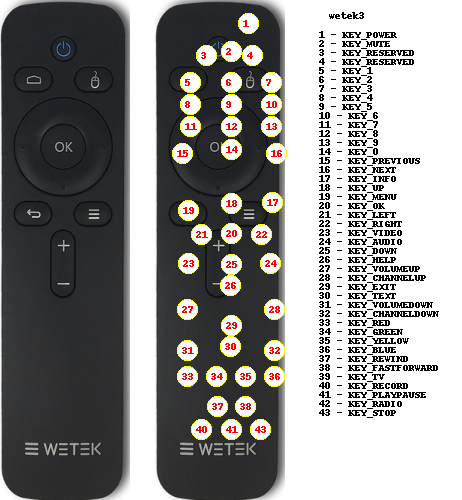 OK
+
−
WETEK
1
3 2 4
5 6 7
8 9 10
11 12 13
15 14 16
19 18 17
21 20 22
+
23 25 24
26
27 28
29
31 30 32
33 34 35 36
37 38
40 41 43
WETEK
wetek3
1 - KEY_POWER
2 - KEY_MUTE
3 - KEY_RESERVED
4 - KEY_RESERVED
5 - KEY_1
6 - KEY_2
7 - KEY_3
8 - KEY_4
9 - KEY_5
10 - KEY_6
11 - KEY_7
12 - KEY_8
13 - KEY_9
14 - KEY_0
15 - KEY_PREVIOUS
16 - KEY_NEXT
17 - KEY_INFO
18 - KEY_UP
19 - KEY_MENU
20 - KEY_OK
21 - KEY_LEFT
22 - KEY_RIGHT
23 - KEY_VIDEO
24 - KEY_AUDIO
25 - KEY_DOWN
26 - KEY_HELP
27 - KEY_VOLUMEUP
28 - KEY_CHANNELUP
29 - KEY_EXIT
30 - KEY_TEXT
31 - KEY_VOLUMEDOWN
32 - KEY_CHANNELDOWN
33 - KEY_RED
34 - KEY_GREEN
35 - KEY_YELLOW
36 - KEY_BLUE
37 - KEY_REWIND
38 - KEY_FASTFORWARD
39 - KEY_TV
40 - KEY_RECORD
41 - KEY_PLAYPAUSE
42 - KEY_RADIO
43 - KEY_STOP